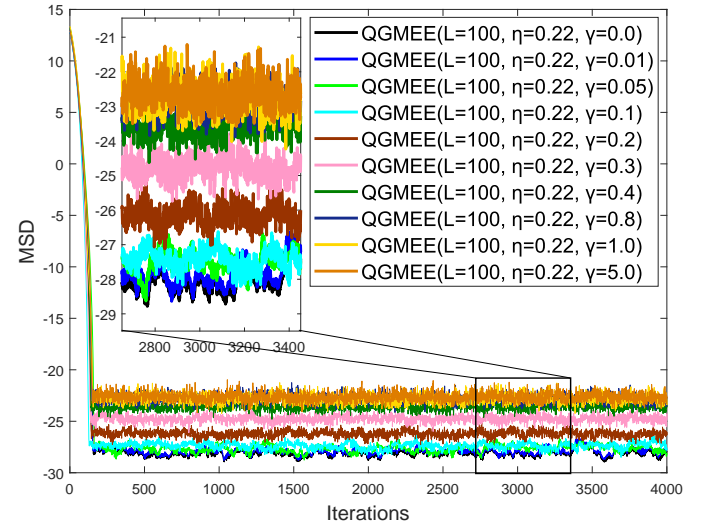 15
10
5
0
-5
-10
-15
-20
-25
-30
MSD
0
500
1000
1500
2000
2500
3000
3500
4000
Iterations
-21
-22
-23
-24
-25
-26
-27
-28
-29
2800
3000
3200
3400
QGMEE(L=100, η=0.22, γ=0.0)
QGMEE(L=100, η=0.22, γ=0.01)
QGMEE(L=100, η=0.22, γ=0.05)
QGMEE(L=100, η=0.22, γ=0.1)
QGMEE(L=100, η=0.22, γ=0.2)
QGMEE(L=100, η=0.22, γ=0.3)
QGMEE(L=100, η=0.22, γ=0.4)
QGMEE(L=100, η=0.22, γ=0.8)
QGMEE(L=100, η=0.22, γ=1.0)
QGMEE(L=100, η=0.22, γ=5.0)